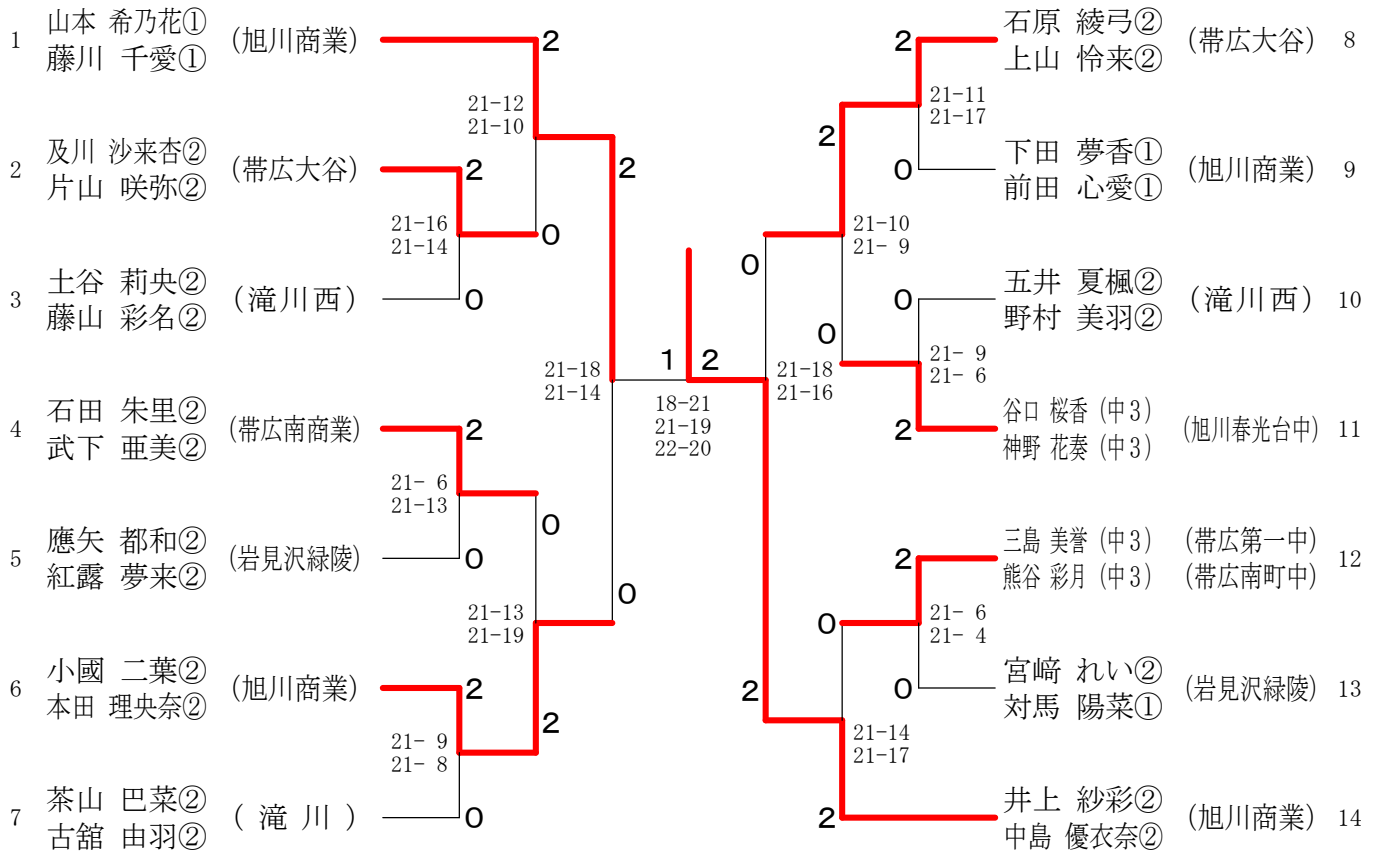 1 山本 希乃花① (旭川商業) 2
藤川 千愛①
21-12
21-10
2 及川 沙来杏② (帯広大谷) 2 2
片山 咲弥②
21-16
21-14 0
3 土谷 莉央② (滝川西) 0
藤山 彩名②
21-18
21-14
4 石田 朱里② (帯広南商業) 2
武下 亜美②
21- 6
21-13 0
5 應矢 都和② (岩見沢緑陵) 0
紅露 夢来②
21-13 0
21-19
6 小國 二葉② (旭川商業) 2
本田 理央奈②
21- 9 2
21- 8
7 茶山 巴菜② (滝川) 0
古舘 由羽②
1 2
18-21
21-19
22-20
2 石原 綾弓② (帯広大谷) 8
上山 怜来②
21-11
21-17
2
0 下田 夢香① (旭川商業) 9
前田 心愛①
21-10
21- 9
0
0 五井 夏楓② (滝川西) 10
野村 美羽②
0
21- 9
21- 6
21-18
21-16
2 谷口 桜香 (中3) (旭川春光台中) 11
神野 花奏 (中3)
2 三島 美誉 (中3) (帯広第一中) 12
熊谷 彩月 (中3) (帯広南町中)
0
21- 6
21- 4
2
0 宮﨑 れい② (岩見沢緑陵) 13
対馬 陽菜①
21-14
21-17
2 井上 紗彩② (旭川商業) 14
中島 優衣奈②